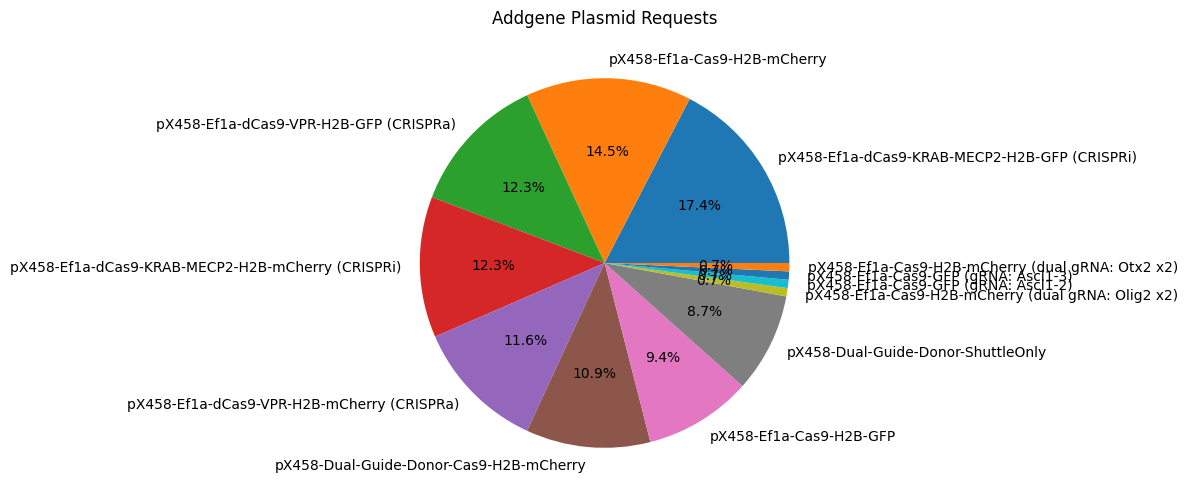 Addgene Plasmid Requests
pX458-Ef1a-Cas9-H2B-mCherry
pX458-Ef1a-dCas9-VPR-H2B-GFP (CRISPRa)
14.5%
pX458-Ef1a-dCas9-KRAB-MECP2-H2B-GFP (CRISPRi)
12.3%
17.4%
pX458-Ef1a-dCas9-KRAB-MECP2-H2B-mCherry (CRISPRi)
12.3%
0.7%
pX458-Ef1a-Cas9-H2B-mCherry (dual gRNA: Otx2 x2)
pX458-Ef1a-Cas9-GFP (gRNA: Ascl1-3)
pX458-Ef1a-Cas9-GFP (gRNA: Ascl1-2)
0.7%
pX458-Ef1a-Cas9-H2B-mCherry (dual gRNA: Olig2 x2)
8.7%
11.6%
pX458-Dual-Guide-Donor-ShuttleOnly
9.4%
10.9%
pX458-Ef1a-dCas9-VPR-H2B-mCherry (CRISPRa)
pX458-Ef1a-Cas9-H2B-GFP
pX458-Dual-Guide-Donor-Cas9-H2B-mCherry